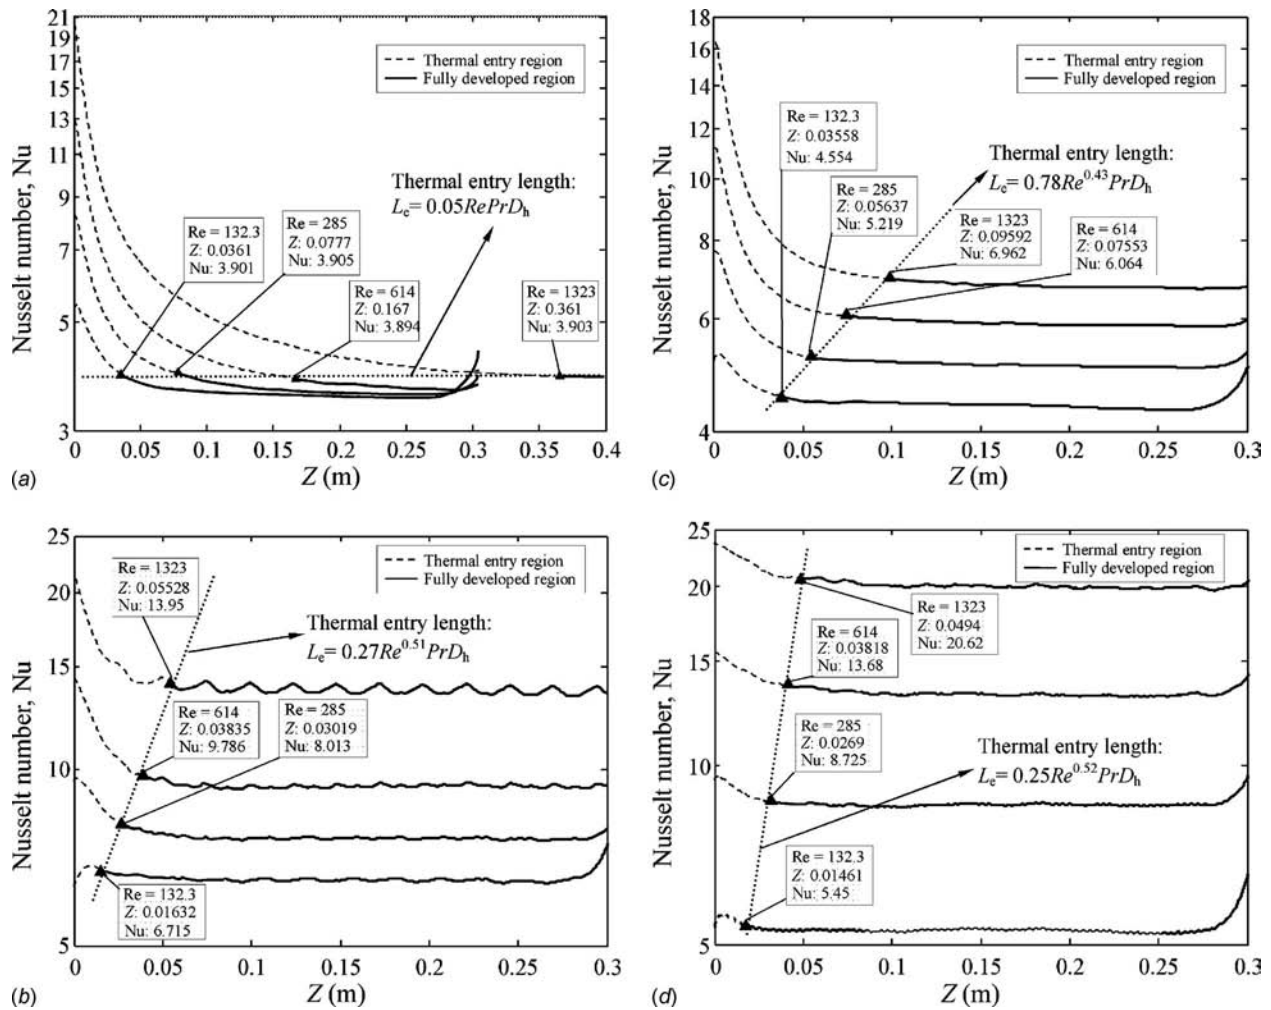 21
19
17
15
13
11
9
7
5
3
Nusselt number, Nu
Thermal entry region
Fully developed region
Thermal entry length:
Le= 0.05RePrDh
Re = 132.3
Z: 0.0361
Nu: 3.901
Re = 285
Z: 0.0777
Nu: 3.905
Re = 614
Z: 0.167
Nu: 3.894
Re = 1323
Z: 0.361
Nu: 3.903
0 0.05 0.1 0.15 0.2 0.25 0.3 0.35 0.4
(a) Z (m)
18
16
14
12
10
8
6
4
Nusselt number, Nu
Thermal entry region
Fully developed region
Re = 132.3
Z: 0.03558
Nu: 4.554
Thermal entry length:
Le= 0.78Re^0.43PrDh
Re = 285
Z: 0.05637
Nu: 5.219
Re = 1323
Z: 0.09592
Nu: 6.962
Re = 614
Z: 0.07553
Nu: 6.064
0 0.05 0.1 0.15 0.2 0.25 0.3
(c) Z (m)
25
20
15
10
5
Nusselt number, Nu
Thermal entry region
Fully developed region
Re = 1323
Z: 0.05528
Nu: 13.95
Thermal entry length:
Le= 0.27Re^0.51PrDh
Re = 614
Z: 0.03835
Nu: 9.786
Re = 285
Z: 0.03019
Nu: 8.013
Re = 132.3
Z: 0.01632
Nu: 6.715
0 0.05 0.1 0.15 0.2 0.25 0.3
(b) Z (m)
25
20
15
10
5
Nusselt number, Nu
Thermal entry region
Fully developed region
Re = 1323
Z: 0.0494
Nu: 20.62
Re = 614
Z: 0.03818
Nu: 13.68
Re = 285
Z: 0.0269
Nu: 8.725
Thermal entry length:
Le= 0.25Re^0.52PrDh
Re = 132.3
Z: 0.01461
Nu: 5.45
0 0.05 0.1 0.15 0.2 0.25 0.3
(d) Z (m)